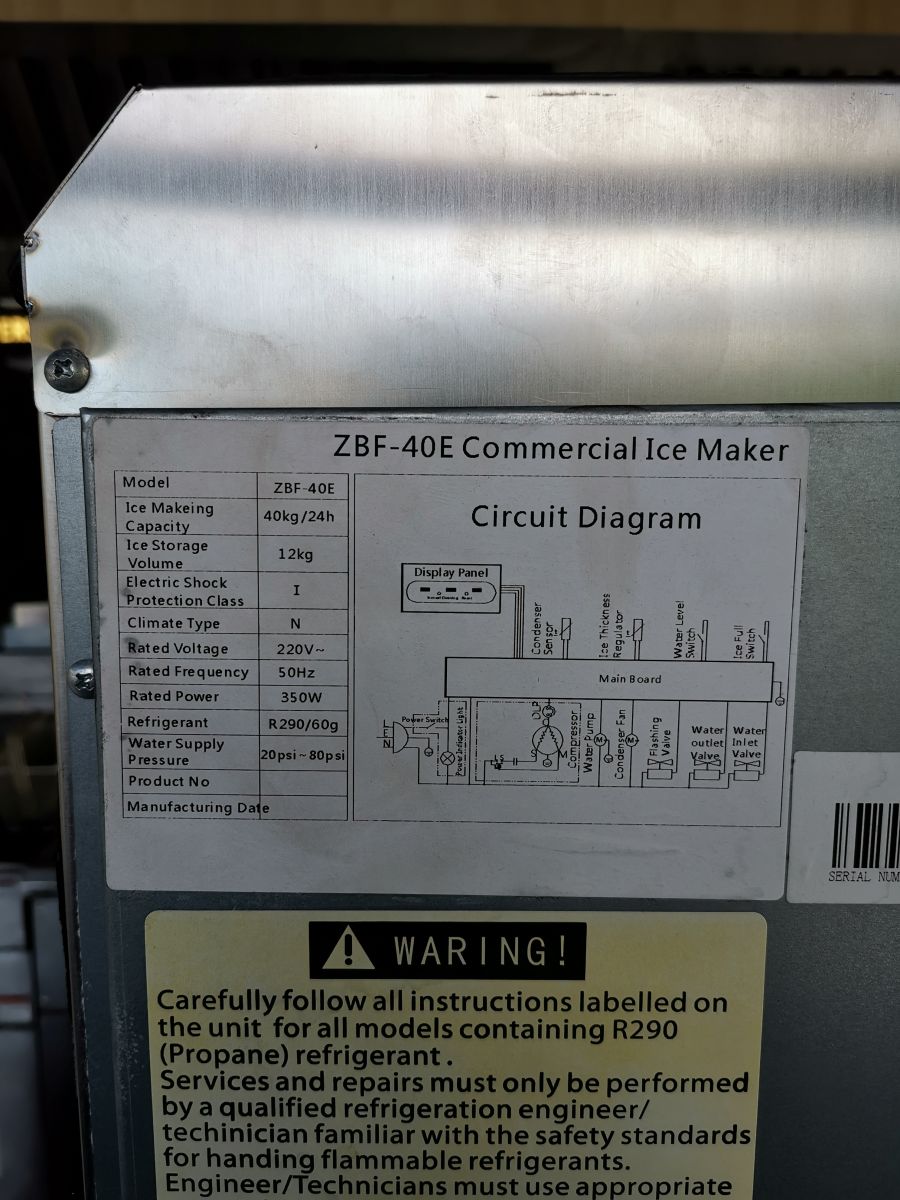 ZBF-40E Commercial Ice Maker
Model
ZBF-40E
Ice Makeing
Capacity
40kg/24h
Ice Storage
Volume
12kg
Electric Shock
Protection Class
I
Climate Type
N
Rated Voltage
220V~
Rated Frequency
50Hz
Rated Power
350W
Refrigerant
R290/60g
Water Supply
Pressure
20psi~80psi
Product No
Manufacturing Date
Circuit Diagram
Display Panel
Condenser
Sensor
Ice Thickness
Regulator
Water Level
Switch
Ice Full
Switch
Main Board
L
E
N
Power Switch
Power Indicator Light
OLP
S
Compressor
Water Pump
M
Condenser Fan
M
Flashing
Valve
Water
outlet
Valve
Water
Inlet
Valve
SERIAL NUM
WARING!
Carefully follow all instructions labelled on
the unit for all models containing R290
(Propane) refrigerant.
Services and repairs must only be performed
by a qualified refrigeration engineer/
techinician familiar with the safety standards
for handing flammable refrigerants.
Engineer/Technicians must use appropriate